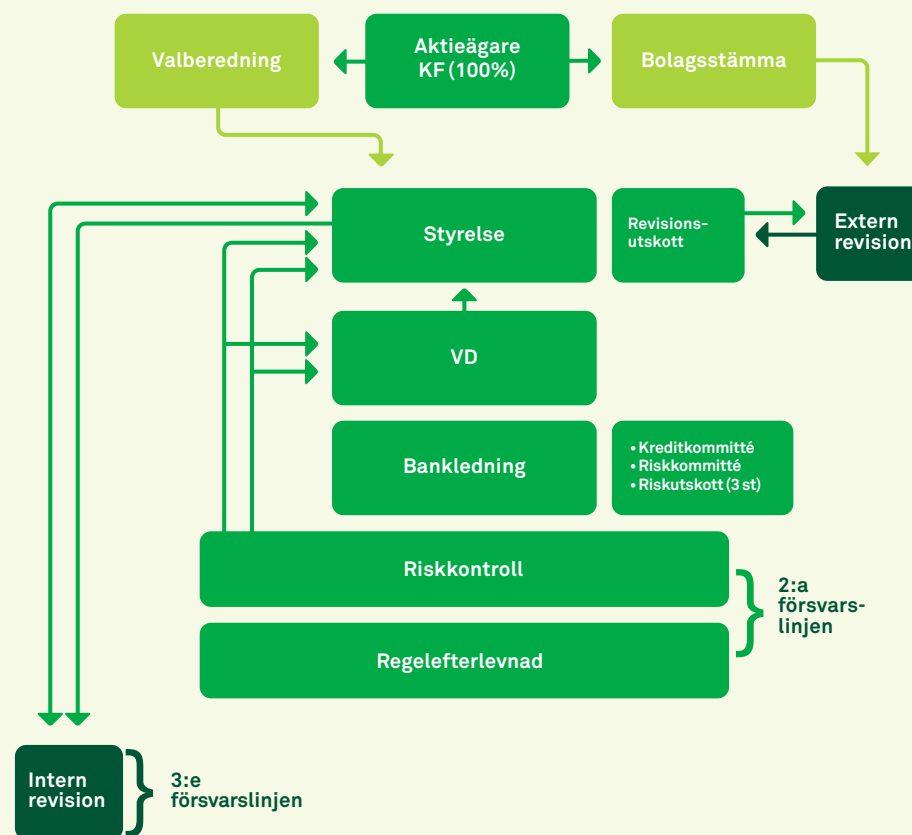 Valberedning
Aktieägare
KF (100%)
Bolagsstämma
Styrelse
Revisions-
utskott
Extern
revision
VD
Bankledning
• Kreditkommitté
• Riskkommitté
• Riskutskott (3 st)
Riskkontroll
2:a
försvars-
linjen
Regelefterlevnad
Intern
revision
3:e
försvarslinjen